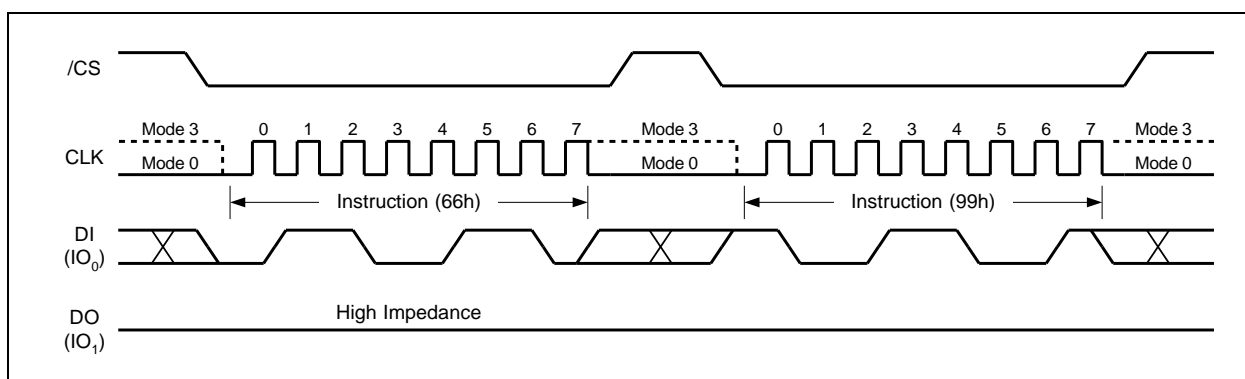 /CS
Mode 3 0 1 2 3 4 5 6 7 Mode 3 0 1 2 3 4 5 6 7 Mode 3
CLK
Mode 0 Mode 0 Mode 0
Instruction (66h) Instruction (99h)
DI
(IO₀)
High Impedance
DO
(IO₁)